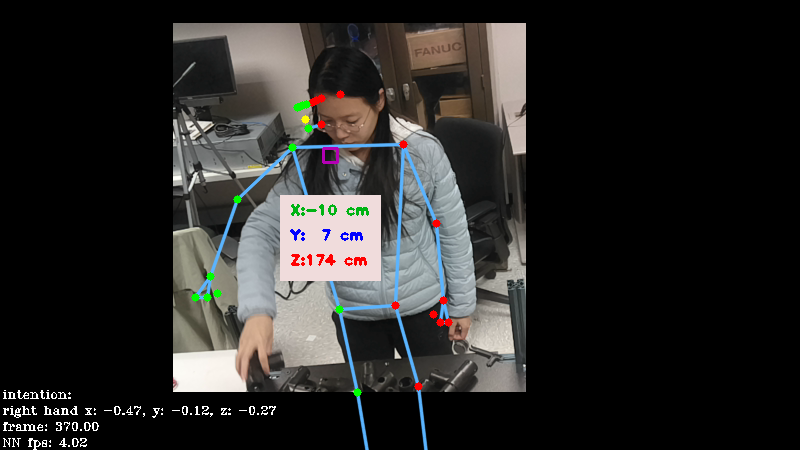 FANUC
X:-10 cm
Y: 7 cm
Z:174 cm
intention:
right hand x: -0.47, y: -0.12, z: -0.27
frame: 370.00
NN fps: 4.02